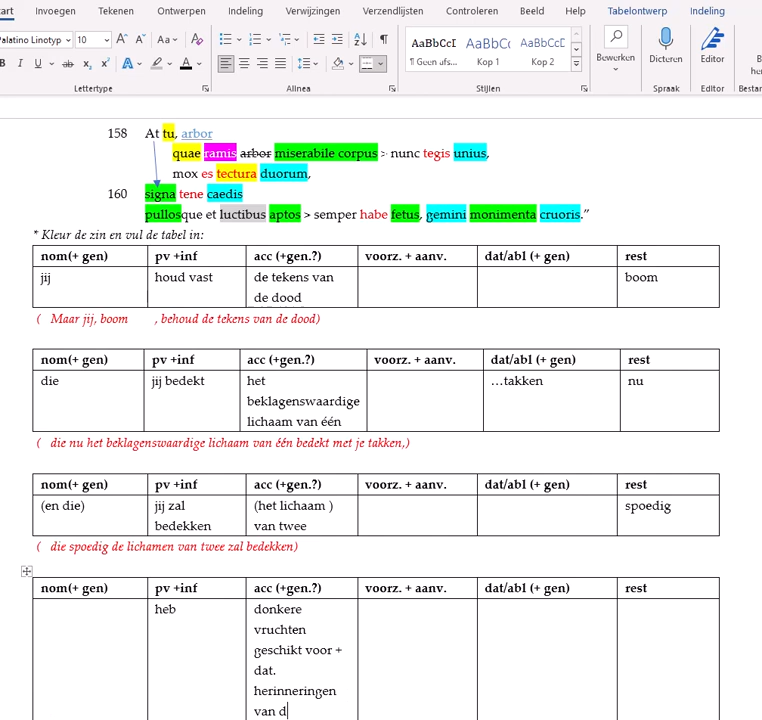 art Invoegen Tekenen Ontwerpen Indeling Verwijzingen Verzendlijsten Controleren Beeld Help Tabelontwerp Indeling
Palatino Linotyp 10 A A Aa A
B I U ab x₂ x² A A
AaBbCcI AaBbC( AaBbCcL
¶ Geen afs... Kop 1 Kop 2
Bewerken Dicteren Editor
Lettertype Alinea Stijlen Spraak Editor
158 At tu, arbor
quae ramis arbor miserabile corpus > nunc tegis unius,
mox es tectura duorum,
160 signa tene caedis
pullosque et luctibus aptos > semper habe fetus, gemini monimenta cruoris.”
* Kleur de zin en vul de tabel in:
nom(+ gen) pv +inf acc (+gen.?) voorz. + aanv. dat/abl (+ gen) rest
jij houd vast de tekens van boom
de dood
( Maar jij, boom , behoud de tekens van de dood)
nom(+ gen) pv +inf acc (+gen.?) voorz. + aanv. dat/abl (+ gen) rest
die jij bedekt het …takken nu
beklagenswaardige
lichaam van één
( die nu het beklagenswaardige lichaam van één bedekt met je takken,)
nom(+ gen) pv +inf acc (+gen.?) voorz. + aanv. dat/abl (+ gen) rest
(en die) jij zal (het lichaam ) spoedig
bedekken van twee
( die spoedig de lichamen van twee zal bedekken)
nom(+ gen) pv +inf acc (+gen.?) voorz. + aanv. dat/abl (+ gen) rest
heb donkere
vruchten
geschikt voor +
dat.
herinneringen
van d